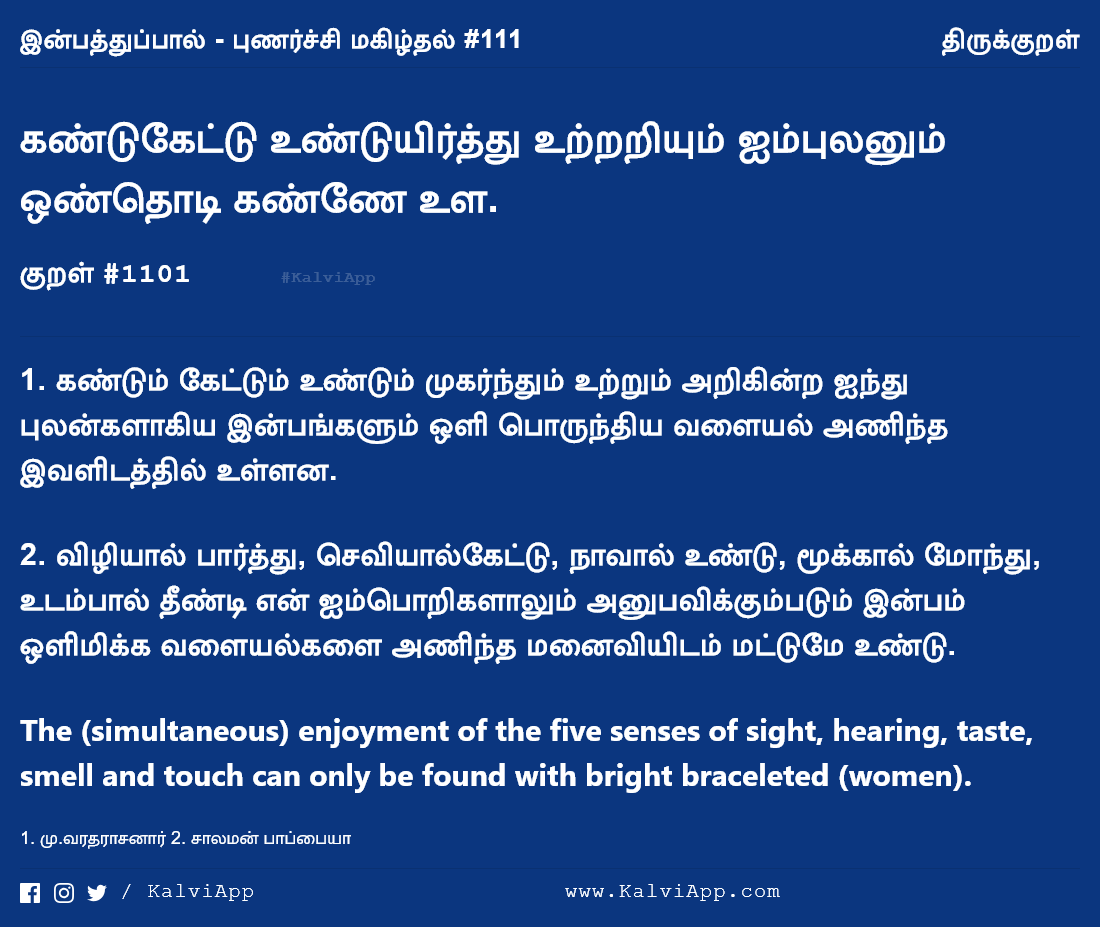 இன்பத்துப்பால் - புணர்ச்சி மகிழ்தல் #111 திருக்குறள்
கண்டுகேட்டு உண்டுயிர்த்து உற்றறியும் ஐம்புலனும்
ஒண்தொடி கண்ணே உள.
குறள் #1101 #KalviApp
1. கண்டும் கேட்டும் உண்டும் முகர்ந்தும் உற்றும் அறிகின்ற ஐந்து
புலன்களாகிய இன்பங்களும் ஒளி பொருந்திய வளையல் அணிந்த
இவளிடத்தில் உள்ளன.
2. விழியால் பார்த்து, செவியால்கேட்டு, நாவால் உண்டு, மூக்கால் மோந்து,
உடம்பால் தீண்டி என் ஐம்பொறிகளாலும் அனுபவிக்கும்படும் இன்பம்
ஒளிமிக்க வளையல்களை அணிந்த மனைவியிடம் மட்டுமே உண்டு.
The (simultaneous) enjoyment of the five senses of sight, hearing, taste,
smell and touch can only be found with bright braceleted (women).
1. மு.வரதராசனார் 2. சாலமன் பாப்பையா
/ KalviApp www.KalviApp.com